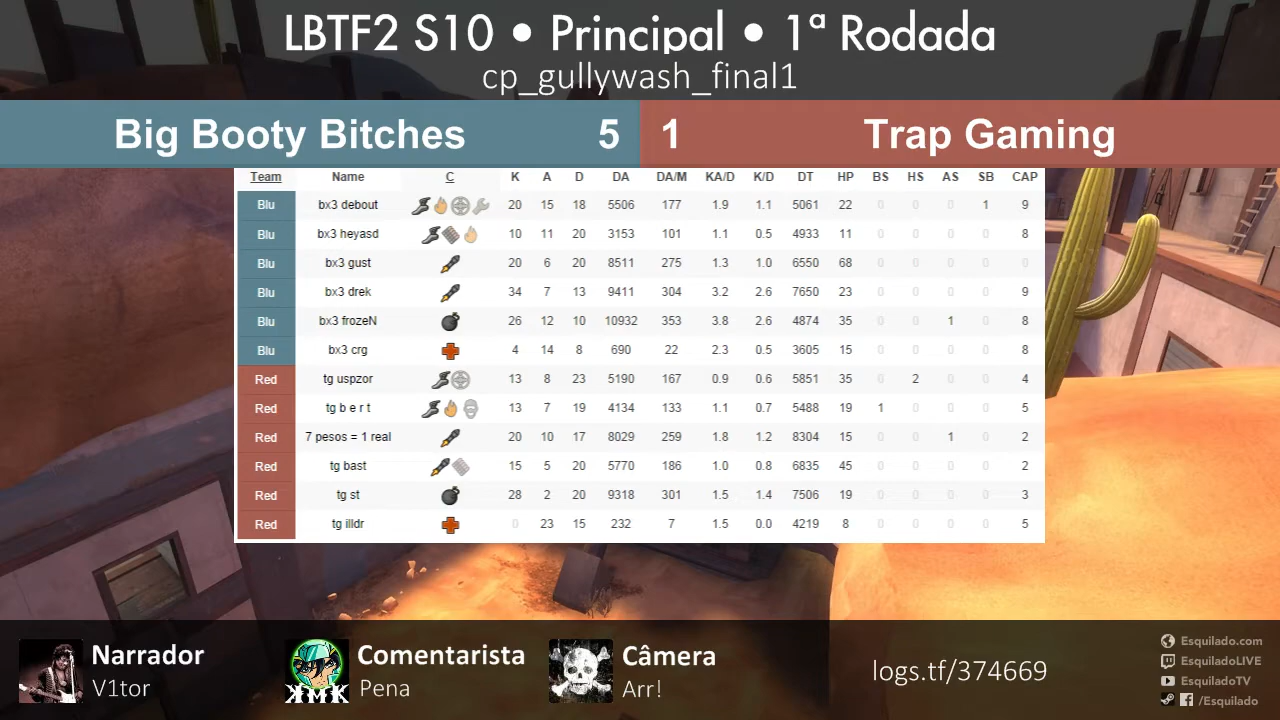 LBTF2 S10 • Principal • 1ª Rodada
cp_gullywash_final1
Big Booty Bitches 5 1 Trap Gaming
Team Name C K A D DA DA/M KA/D K/D DT HP BS HS AS SB CAP
Blu bx3 debout 20 15 18 5506 177 1.9 1.1 5061 22 0 0 0 1 9
Blu bx3 heyasd 10 11 20 3153 101 1.1 0.5 4933 11 0 0 0 0 8
Blu bx3 gust 20 6 20 8511 275 1.3 1.0 6550 68 0 0 0 0 0
Blu bx3 drek 34 7 13 9411 304 3.2 2.6 7650 23 0 0 0 0 9
Blu bx3 frozeN 26 12 10 10932 353 3.8 2.6 4874 35 0 0 1 0 8
Blu bx3 crg 4 14 8 690 22 2.3 0.5 3605 15 0 0 0 0 8
Red tg uspzor 13 8 23 5190 167 0.9 0.6 5851 35 0 2 0 0 4
Red tg b e r t 13 7 19 4134 133 1.1 0.7 5488 19 1 0 0 0 5
Red 7 pesos = 1 real 20 10 17 8029 259 1.8 1.2 8304 15 0 0 1 0 2
Red tg bast 15 5 20 5770 186 1.0 0.8 6835 45 0 0 0 0 2
Red tg st 28 2 20 9318 301 1.5 1.4 7506 19 0 0 0 0 3
Red tg illdr 0 23 15 232 7 1.5 0.0 4219 8 0 0 0 0 5
Narrador
V1tor
KMK
Comentarista
Pena
Câmera
Arr!
logs.tf/374669
Esquilado.com
EsquiladoLIVE
EsquiladoTV
/Esquilado